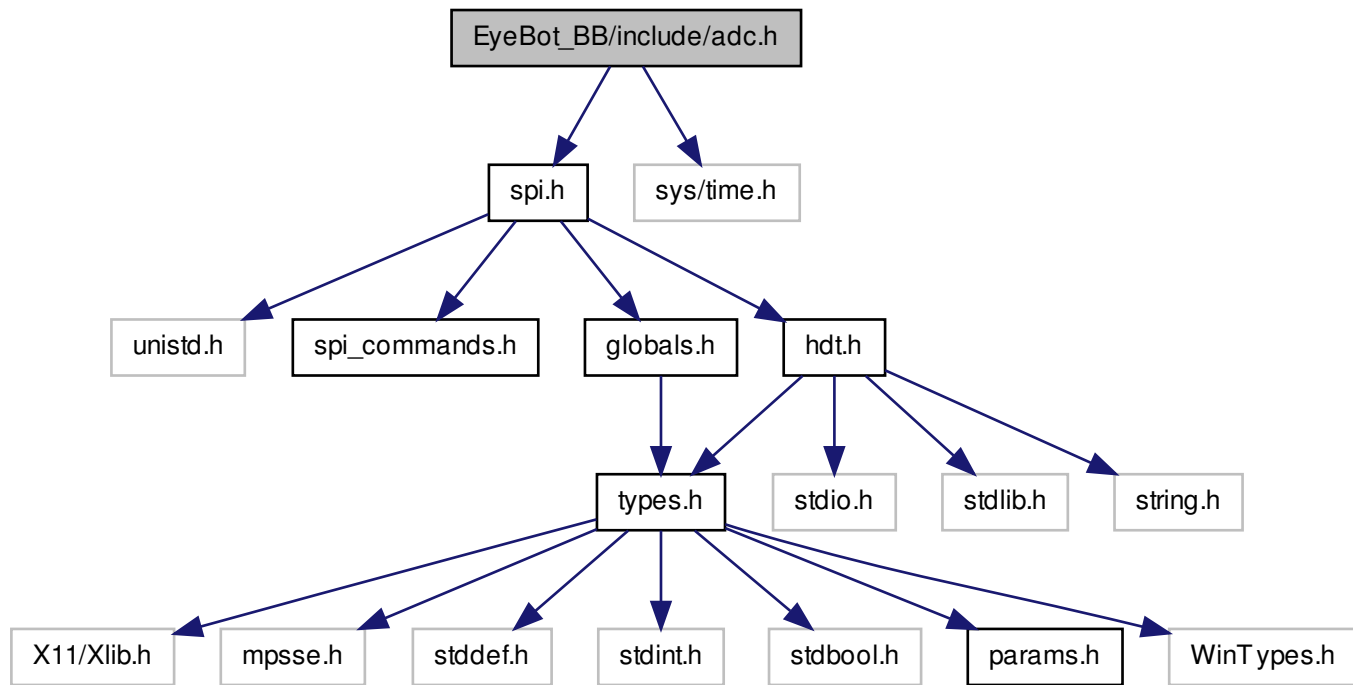 EyeBot_BB/include/adc.h
spi.h
sys/time.h
unistd.h
spi_commands.h
globals.h
hdt.h
types.h
stdio.h
stdlib.h
string.h
X11/Xlib.h
mpsse.h
stddef.h
stdint.h
stdbool.h
params.h
WinTypes.h